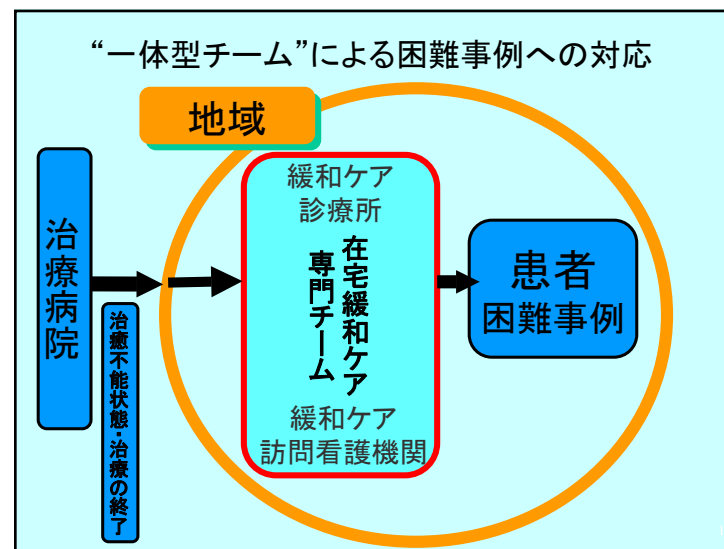 “一体型チーム”による困難事例への対応
地域
治療病院
治癒不能状態・治療の終了
緩和ケア
診療所
在宅緩和ケア
専門チーム
緩和ケア
訪問看護機関
患者
困難事例